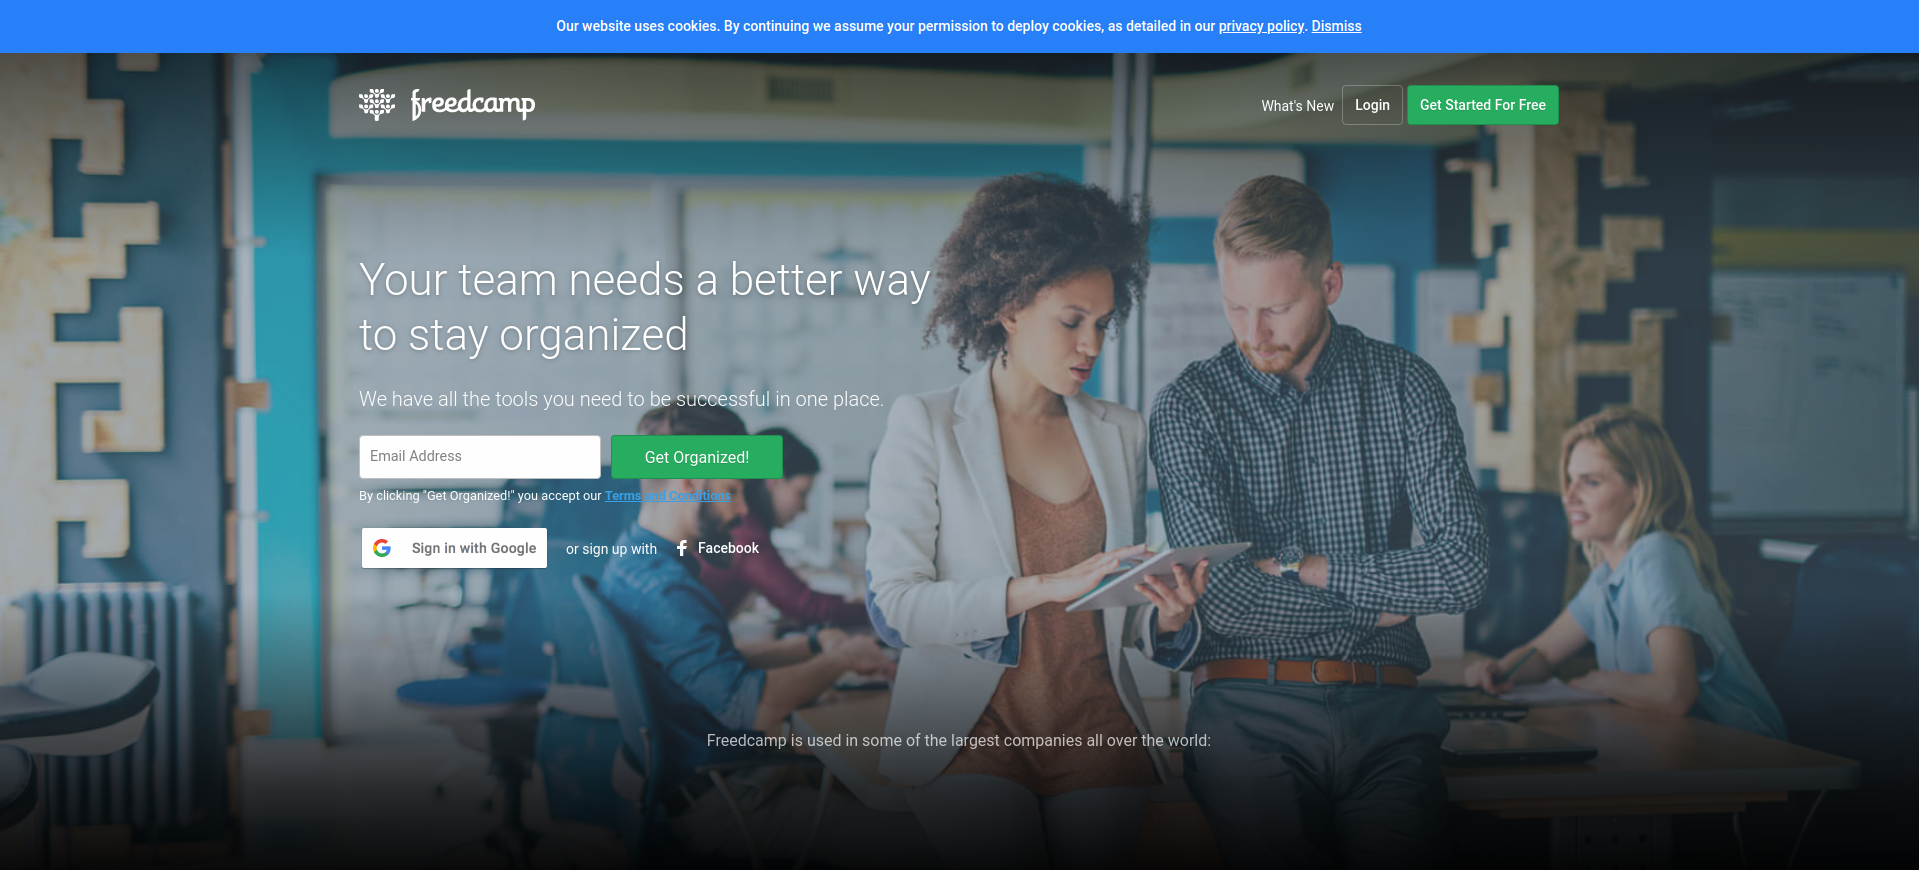 Our website uses cookies. By continuing we assume your permission to deploy cookies, as detailed in our privacy policy. Dismiss
freedcamp
What's New
Login
Get Started For Free
Your team needs a better way
to stay organized
We have all the tools you need to be successful in one place.
Email Address
Get Organized!
By clicking "Get Organized!" you accept our Terms and Conditions
Sign in with Google
or sign up with
Facebook
Freedcamp is used in some of the largest companies all over the world: